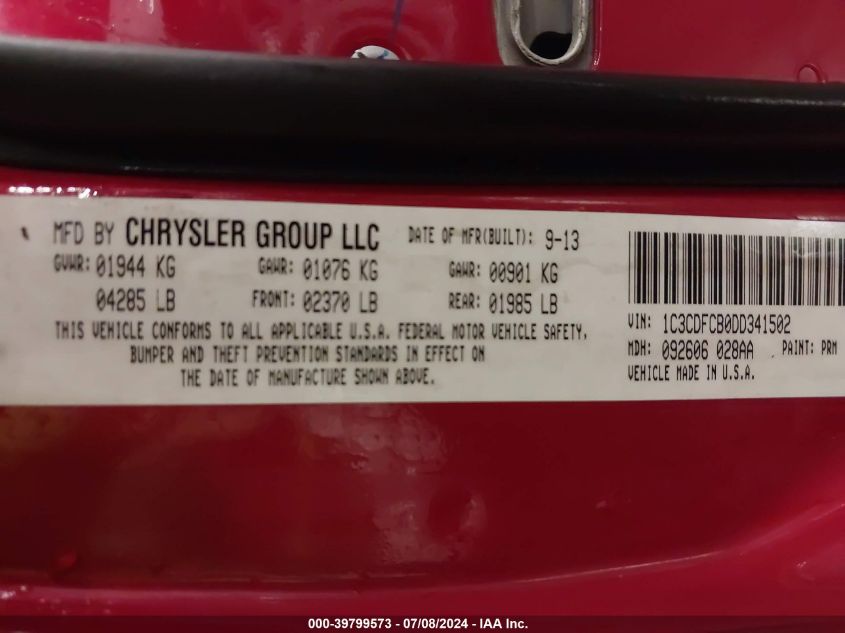 MFD BY CHRYSLER GROUP LLC DATE OF MFR(BUILT): 9-13
GVWR: 01944 KG GAWR: 01076 KG GAWR: 00901 KG
04285 LB FRONT: 02370 LB REAR: 01985 LB
THIS VEHICLE CONFORMS TO ALL APPLICABLE U.S.A. FEDERAL MOTOR VEHICLE SAFETY,
BUMPER AND THEFT PREVENTION STANDARDS IN EFFECT ON
THE DATE OF MANUFACTURE SHOWN ABOVE.
VIN: 1C3CDFCB0DD341502
MDH: 092606 028AA PAINT: PRM
VEHICLE MADE IN U.S.A.
000-39799573 - 07/08/2024 - IAA Inc.